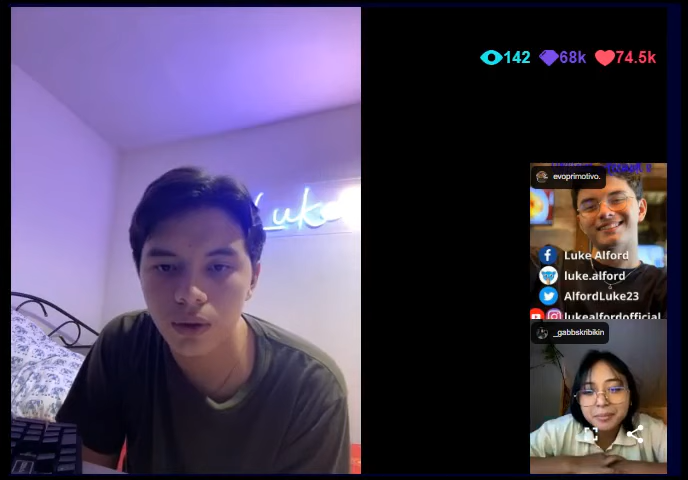 142 68k 74.5k
Luke
evoprimotivo.
Luke Alford
luke.alford
AlfordLuke23
lukealfordofficial
_gabbskribikin